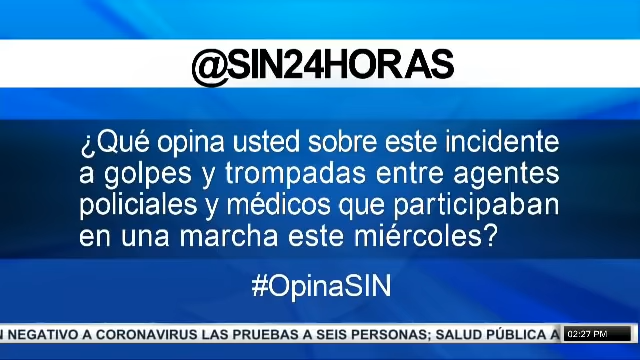 @SIN24HORAS
¿Qué opina usted sobre este incidente
a golpes y trompadas entre agentes
policiales y médicos que participaban
en una marcha este miércoles?
#OpinaSIN
NEGATIVO A CORONAVIRUS LAS PRUEBAS A SEIS PERSONAS; SALUD PÚBLICA A 02:27 PM